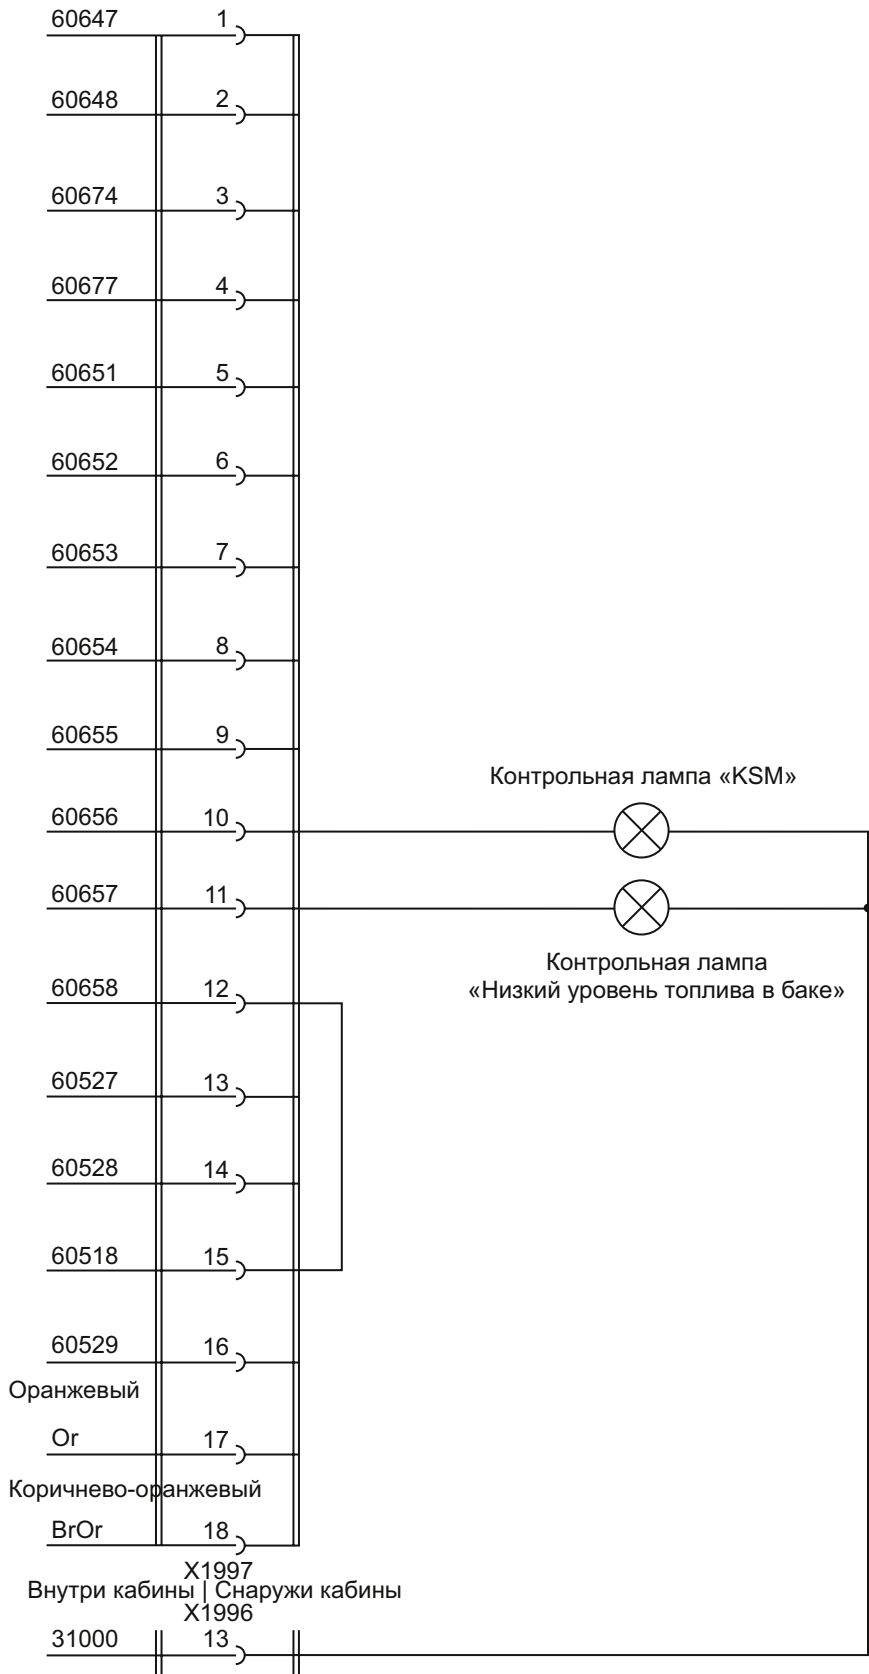 60647 1
60648 2
60674 3
60677 4
60651 5
60652 6
60653 7
60654 8
60655 9
Контрольная лампа «KSM»
60656 10
60657 11
Контрольная лампа
«Низкий уровень топлива в баке»
60658 12
60527 13
60528 14
60518 15
60529 16
Оранжевый
Or 17
Коричнево-оранжевый
BrOr 18
X1997
Внутри кабины | Снаружи кабины
X1996
31000 13